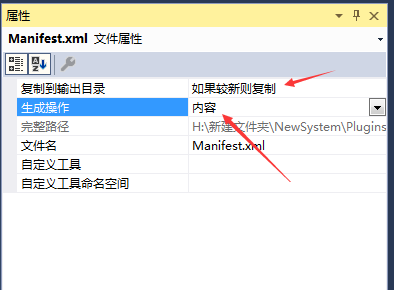 属性
Manifest.xml 文件属性
复制到输出目录 如果较新则复制
生成操作 内容
完整路径 H:\新建文件夹\NewSystem\Plugins
文件名 Manifest.xml
自定义工具
自定义工具命名空间